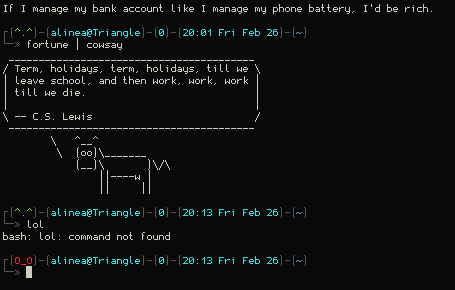 If I manage my bank account like I manage my phone battery, I'd be rich.
┌─(^.^)-(alinea@Triangle)-(0)-(20:01 Fri Feb 26)-(~)
└─> fortune | cowsay
 _________________________________________
/ Term, holidays, term, holidays, till we \
| leave school, and then work, work, work |
| till we die.                            |
|                                         |
\ -- C.S. Lewis                           /
 -----------------------------------------
        \   ^__^
         \  (oo)\_______
            (__)\       )\/\
                ||----w |
                ||     ||
┌─(^.^)-(alinea@Triangle)-(0)-(20:13 Fri Feb 26)-(~)
└─> lol
bash: lol: command not found
┌─(O_O)-(alinea@Triangle)-(0)-(20:13 Fri Feb 26)-(~)
└─>